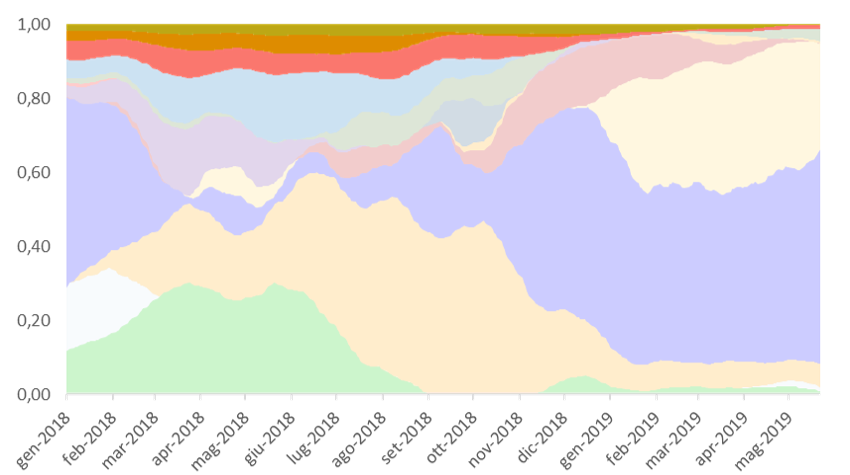 1,00
0,80
0,60
0,40
0,20
0,00
gen-2018
feb-2018
mar-2018
apr-2018
mag-2018
giu-2018
lug-2018
ago-2018
set-2018
ott-2018
nov-2018
dic-2018
gen-2019
feb-2019
mar-2019
apr-2019
mag-2019